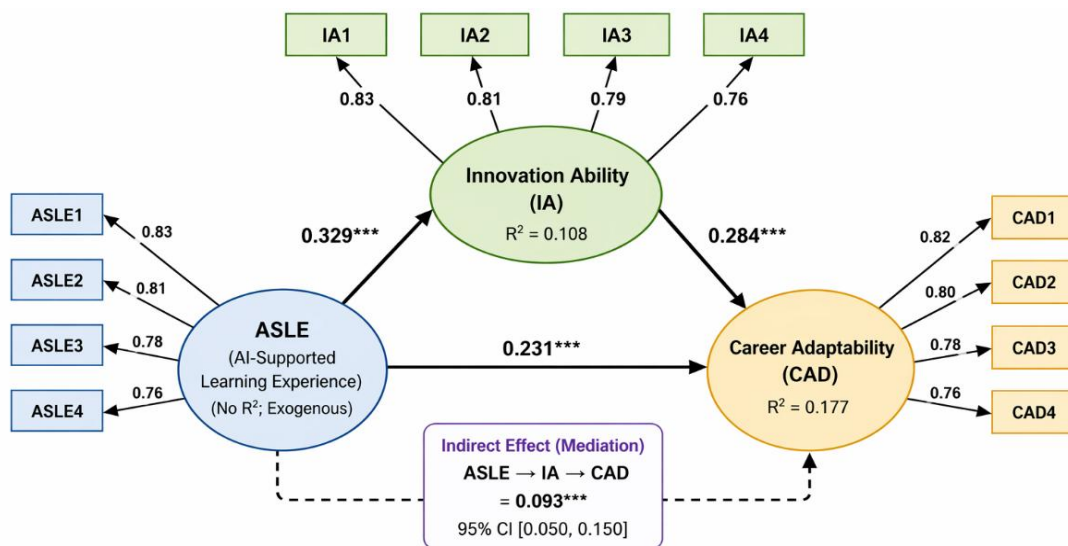 IA1
IA2
IA3
IA4
0.83
0.81
0.79
0.76
Innovation Ability
(IA)
R² = 0.108
ASLE1
ASLE2
ASLE3
ASLE4
0.83
0.81
0.78
0.76
0.329***
0.284***
ASLE
(AI-Supported
Learning Experience)
(No R²; Exogenous)
0.231***
Career Adaptability
(CAD)
R² = 0.177
0.82
0.80
0.78
0.76
CAD1
CAD2
CAD3
CAD4
Indirect Effect (Mediation)
ASLE → IA → CAD
= 0.093***
95% CI [0.050, 0.150]